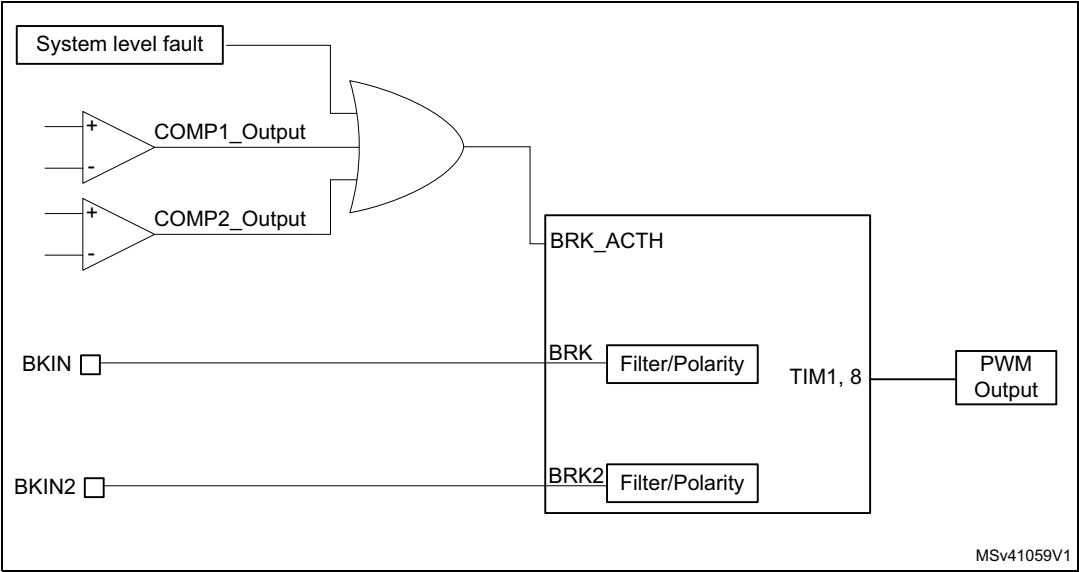 System level fault
+
COMP1_Output
-
+
COMP2_Output
-
BRK_ACTH
BKIN
BRK
Filter/Polarity
TIM1, 8
PWM
Output
BKIN2
BRK2
Filter/Polarity
MSv41059V1